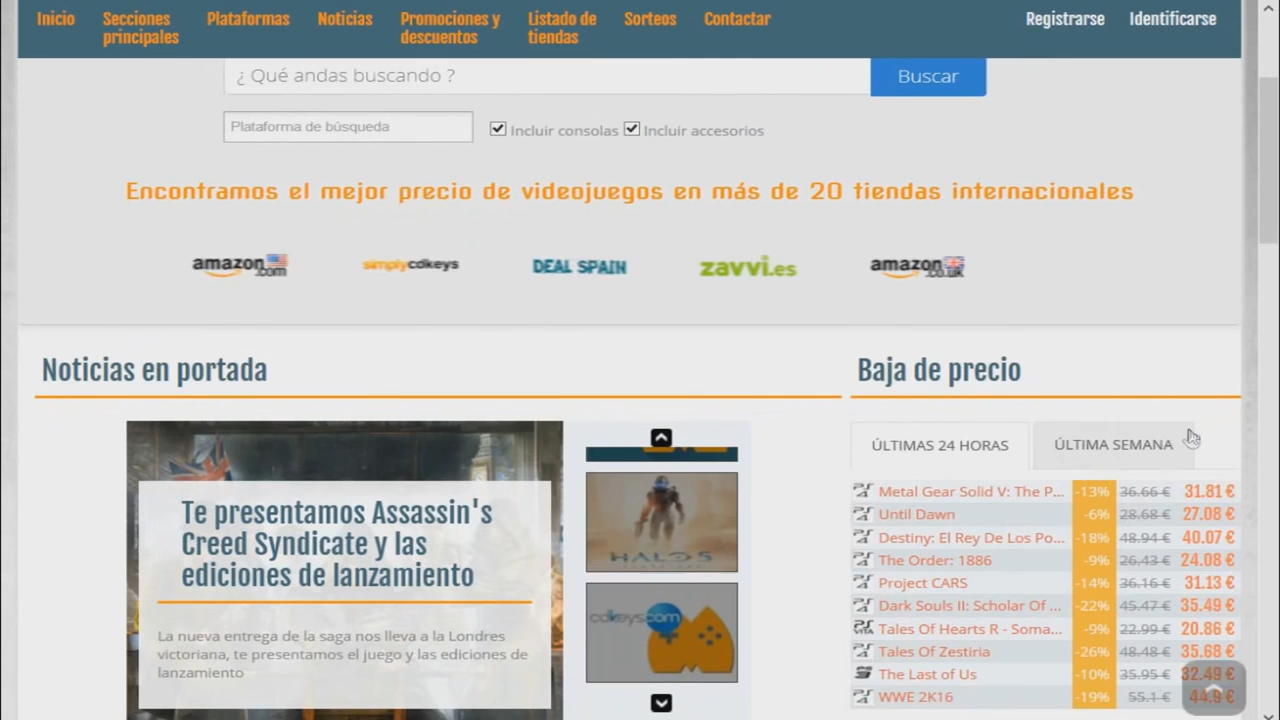 Inicio
Secciones principales
Plataformas
Noticias
Promociones y descuentos
Listado de tiendas
Sorteos
Contactar
Registrarse
Identificarse
¿ Qué andas buscando ?
Buscar
Plataforma de búsqueda
Incluir consolas
Incluir accesorios
Encontramos el mejor precio de videojuegos en más de 20 tiendas internacionales
amazon.com
simplycdkeys
DEAL SPAIN
zavvi.es
amazon.co.uk
Noticias en portada
Te presentamos Assassin's
Creed Syndicate y las
ediciones de lanzamiento
La nueva entrega de la saga nos lleva a la Londres
victoriana, te presentamos el juego y las ediciones de
lanzamiento
HALO 5
cdkeyscom
Baja de precio
ÚLTIMAS 24 HORAS
ÚLTIMA SEMANA
Metal Gear Solid V: The P... -13% 36.66 € 31.81 €
Until Dawn -6% 28.68 € 27.08 €
Destiny: El Rey De Los Po... -18% 48.94 € 40.07 €
The Order: 1886 -9% 26.43 € 24.08 €
Project CARS -14% 36.16 € 31.13 €
Dark Souls II: Scholar Of ... -22% 45.47 € 35.49 €
Tales Of Hearts R - Soma... -9% 22.99 € 20.86 €
Tales Of Zestiria -26% 48.48 € 35.68 €
The Last of Us -10% 35.95 € 32.49 €
WWE 2K16 -19% 55.1 € 44.9 €